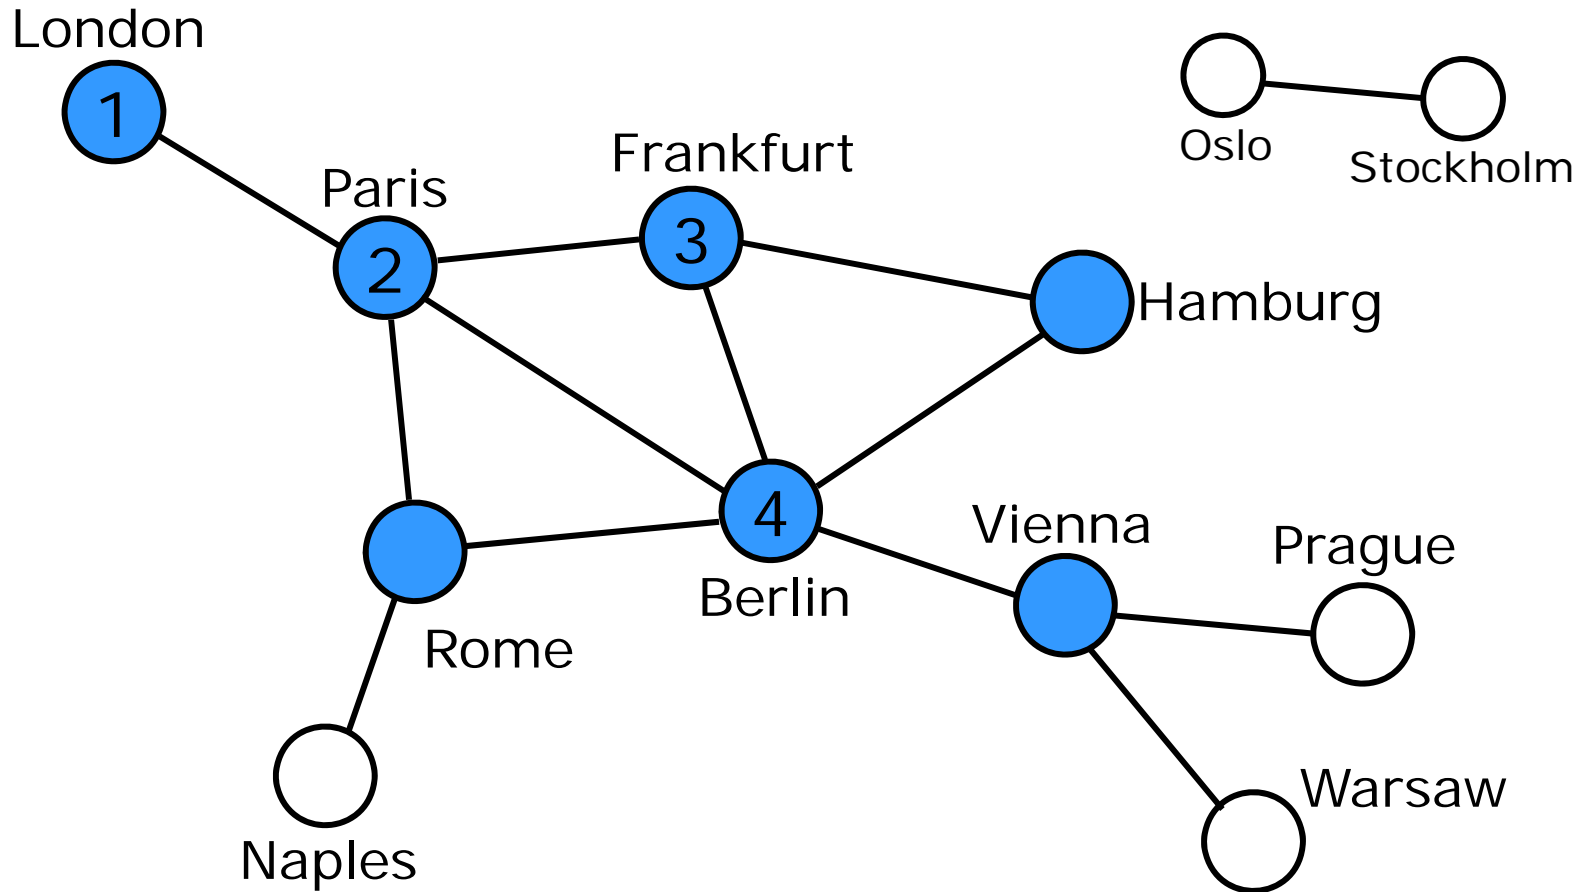 London
1
Oslo
Stockholm
Frankfurt
Paris
3
2
Hamburg
4
Vienna
Prague
Berlin
Rome
Warsaw
Naples